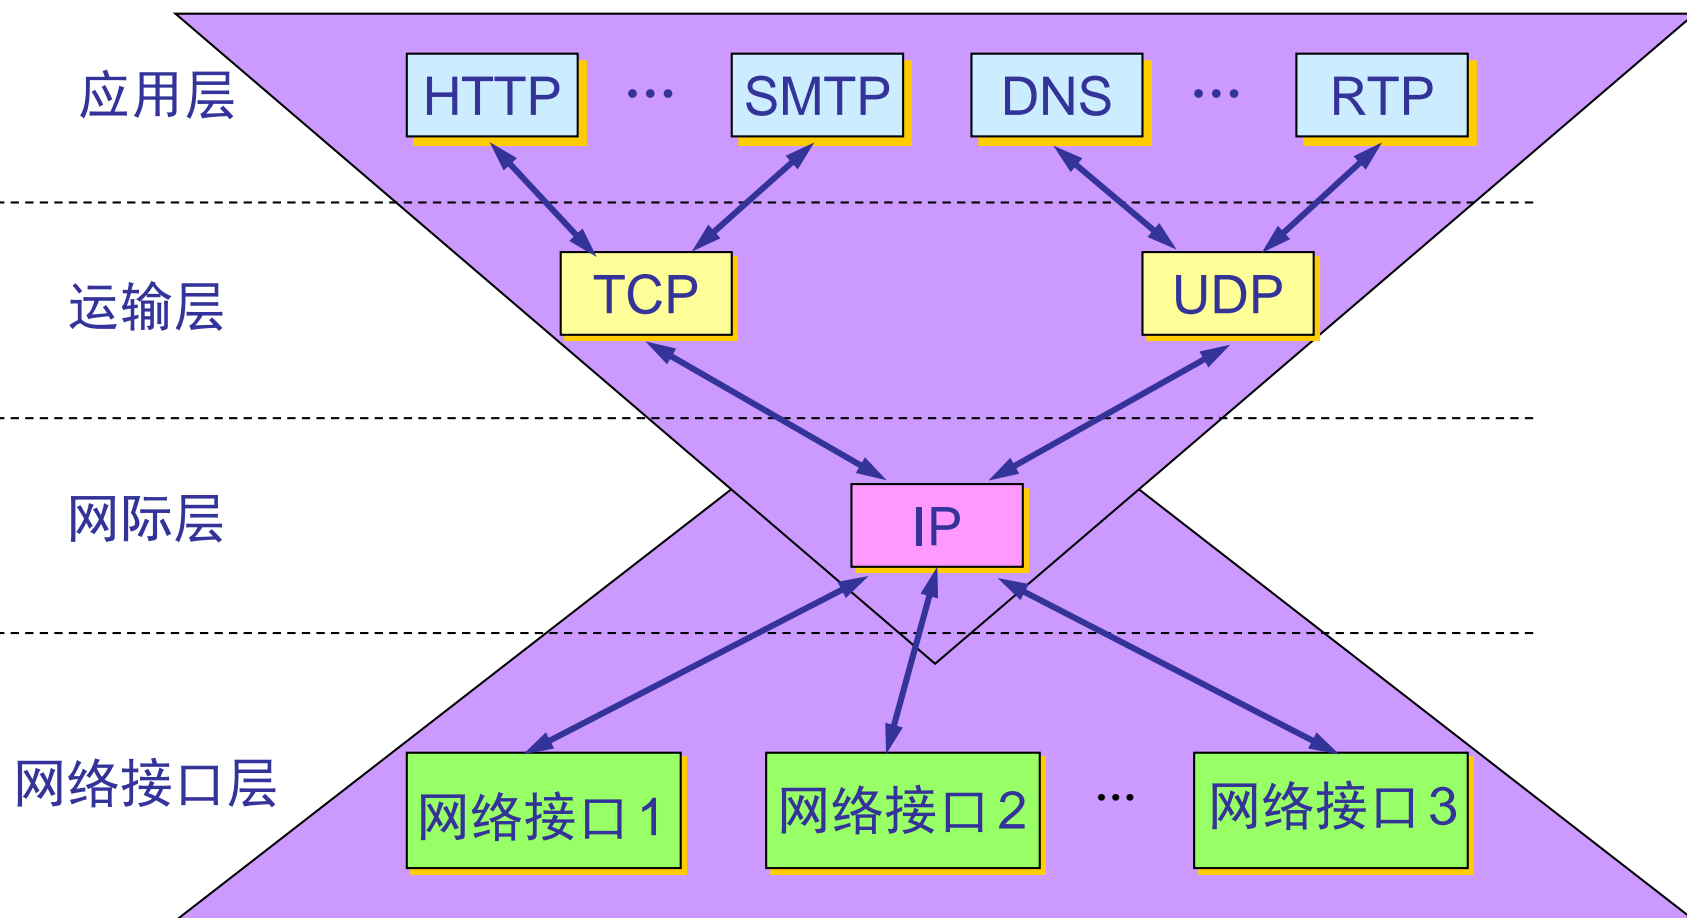 应用层 HTTP … SMTP DNS … RTP
运输层 TCP UDP
网际层 IP
网络接口层 网络接口1 网络接口2 … 网络接口3